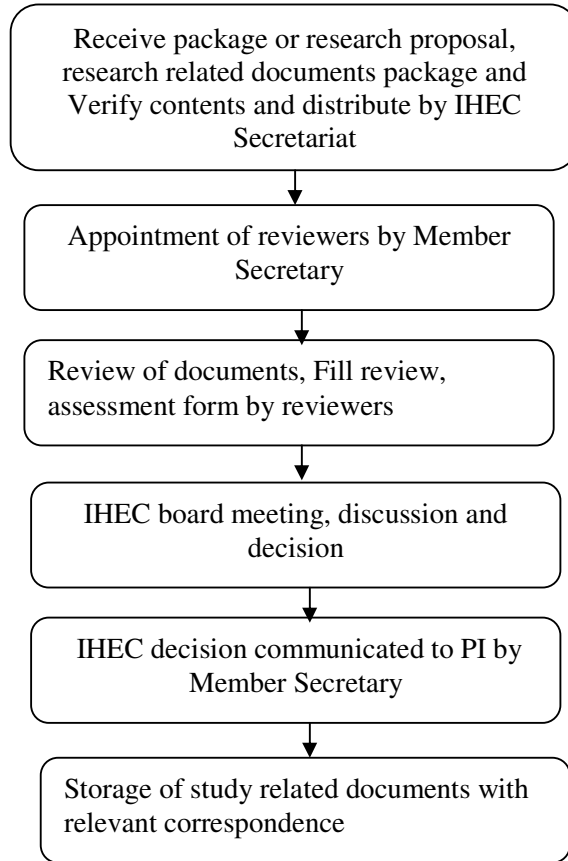 Receive package or research proposal,
research related documents package and
Verify contents and distribute by IHEC
Secretariat
Appointment of reviewers by Member
Secretary
Review of documents, Fill review,
assessment form by reviewers
IHEC board meeting, discussion and
decision
IHEC decision communicated to PI by
Member Secretary
Storage of study related documents with
relevant correspondence